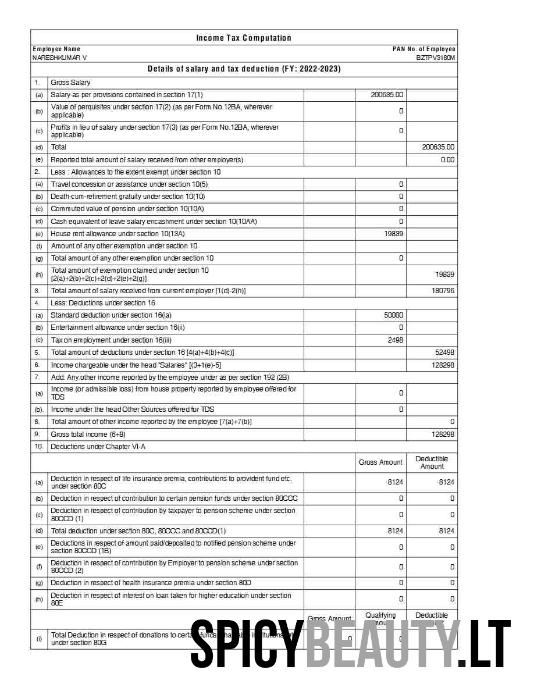 Income Tax Computation
Employee Name PAN No. of Employee
NARESHKUMAR V BZTPV3180M
Details of salary and tax deduction (FY: 2022-2023)
1. Gross Salary
(a) Salary as per provisions contained in section 17(1) 200635.00
(b) Value of perquisites under section 17(2) (as per Form No.12BA, wherever
applicable) 0
(c) Profits in lieu of salary under section 17(3) (as per Form No.12BA, wherever
applicable) 0
(d) Total 200635.00
(e) Reported total amount of salary received from other employer(s) 0.00
2. Less : Allowances to the extent exempt under section 10
(a) Travel concession or assistance under section 10(5) 0
(b) Death-cum-retirement gratuity under section 10(10) 0
(c) Commuted value of pension under section 10(10A) 0
(d) Cash equivalent of leave salary encashment under section 10(10AA) 0
(e) House rent allowance under section 10(13A) 19839
(f) Amount of any other exemption under section 10
(g) Total amount of any other exemption under section 10 0
(h) Total amount of exemption claimed under section 10
[2(a)+2(b)+2(c)+2(d)+2(e)+2(g)] 19839
3. Total amount of salary received from current employer [1(d)-2(h)] 180796
4. Less: Deductions under section 16
(a) Standard deduction under section 16(ia) 50000
(b) Entertainment allowance under section 16(ii) 0
(c) Tax on employment under section 16(iii) 2498
5. Total amount of deductions under section 16 [4(a)+4(b)+4(c)] 52498
6. Income chargeable under the head "Salaries" [(3+1(e)-5] 128298
7. Add: Any other income reported by the employee under as per section 192 (2B)
(a) Income (or admissible loss) from house property reported by employee offered for
TDS 0
(b). Income under the head Other Sources offered for TDS 0
8. Total amount of other income reported by the employee [7(a)+7(b)] 0
9. Gross total income (6+8) 128298
10. Deductions under Chapter VI-A
Gross Amount Deductible
Amount
(a) Deduction in respect of life insurance premia, contributions to provident fund etc.
under section 80C 8124 8124
(b) Deduction in respect of contribution to certain pension funds under section 80CCC 0 0
(c) Deduction in respect of contribution by taxpayer to pension scheme under section
80CCD (1) 0 0
(d) Total deduction under section 80C, 80CCC and 80CCD(1) 8124 8124
(e) Deductions in respect of amount paid/deposited to notified pension scheme under
section 80CCD (1B) 0 0
(f) Deduction in respect of contribution by Employer to pension scheme under section
80CCD (2) 0 0
(g) Deduction in respect of health insurance premia under section 80D 0 0
(h) Deduction in respect of interest on loan taken for higher education under section
80E 0 0
Gross Amount Qualifying Deductible
(i) Total Deduction in respect of donations to
under section 80G 0
SPICYBEAUTY.LT